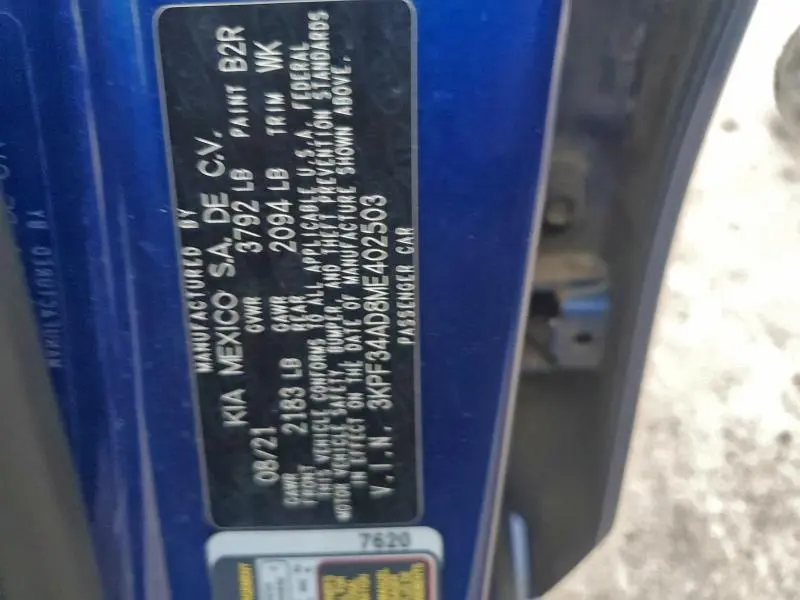 MANUFACTURED BY
KIA MEXICO S.A. DE C.V.
08/21 GVWR 3792 LB PAINT B2R
GAWR FRONT 2183 LB GAWR REAR 2094 LB TRIM WK
THIS VEHICLE CONFORMS TO ALL APPLICABLE U.S.A. FEDERAL
MOTOR VEHICLE SAFETY, BUMPER, AND THEFT PREVENTION STANDARDS
IN EFFECT ON THE DATE OF MANUFACTURE SHOWN ABOVE.
V.I.N. 3KPF34AD8ME402503
PASSENGER CAR
7620